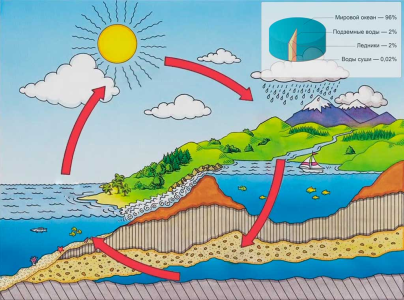 Мировой океан — 96%
Подземные воды — 2%
Ледники — 2%
Воды суши — 0,02%